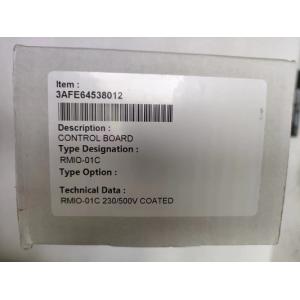 Item :
3AFE64538012
Description :
CONTROL BOARD
Type Designation :
RMIO-01C
Type Option :
Technical Data :
RMIO-01C 230/500V COATED